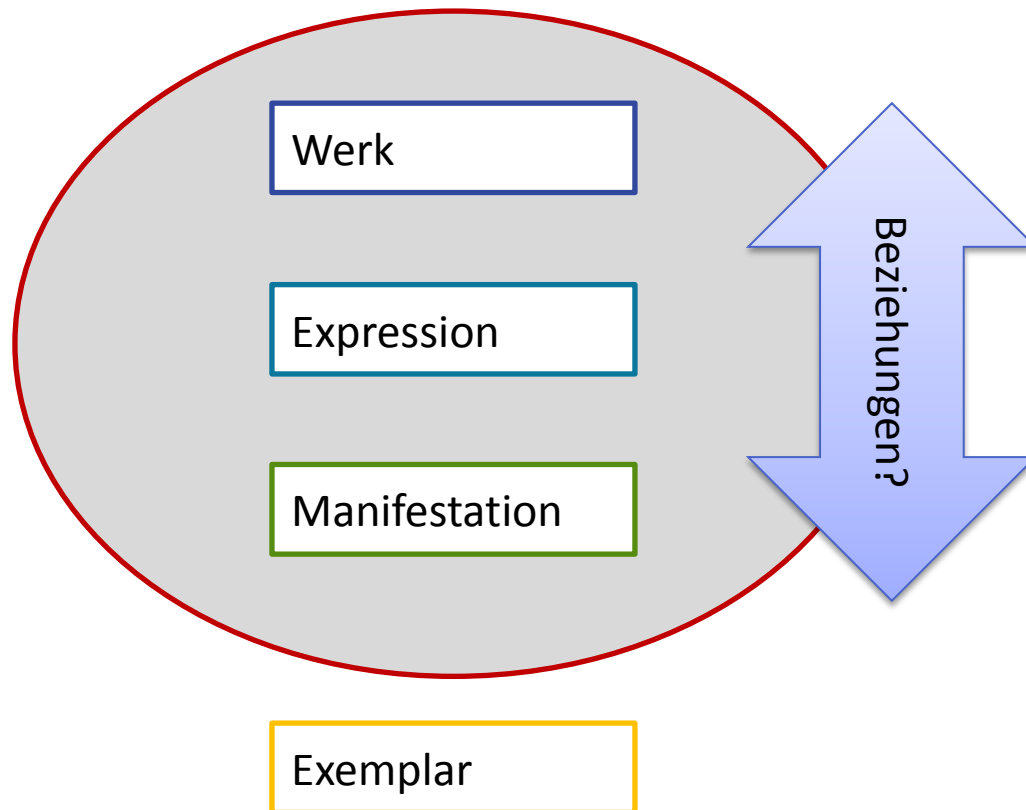 Werk
Expression
Manifestation
Exemplar
Beziehungen?